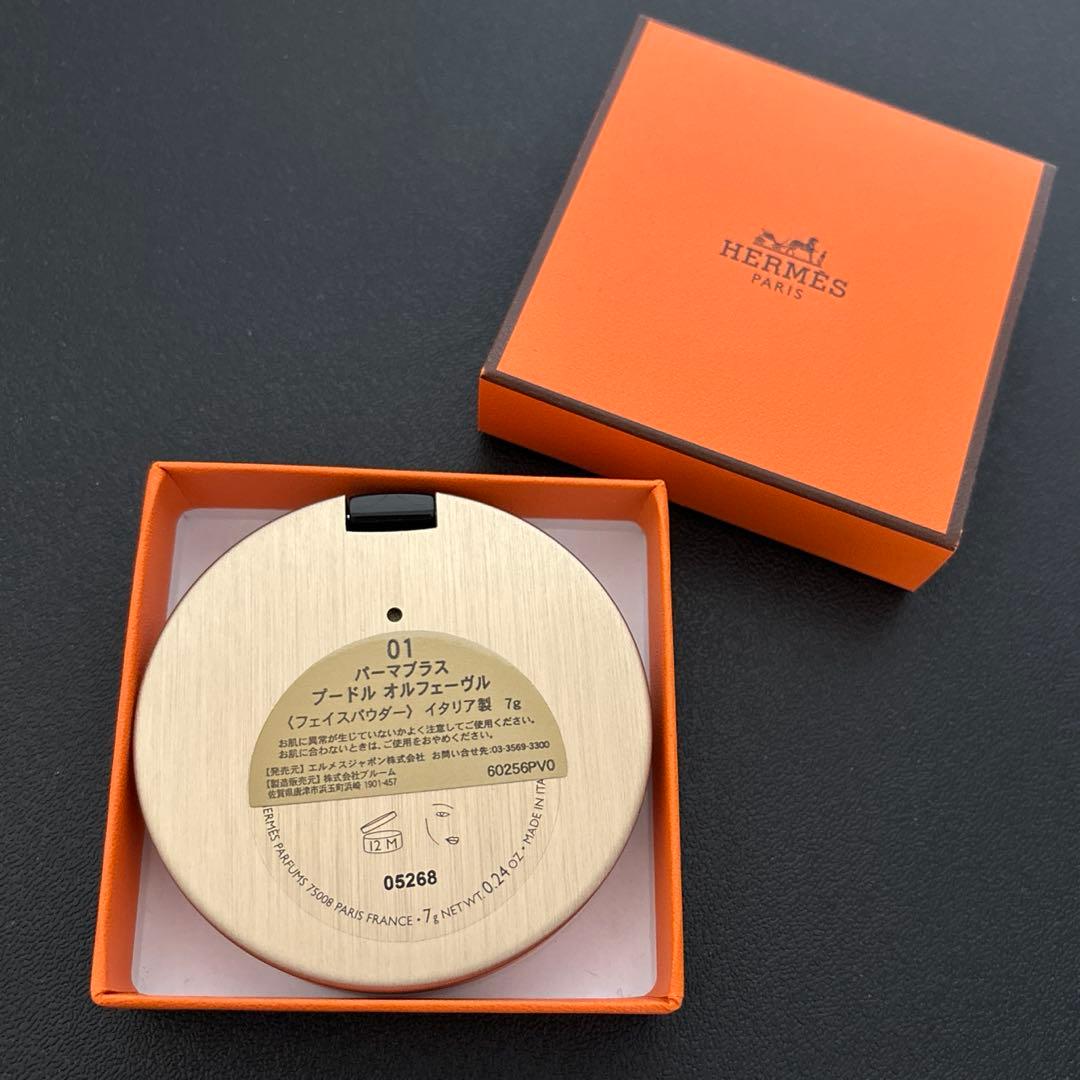 HERMÈS
PARIS
01
パーマブラス
プードル オルフェーヴル
〈フェイスパウダー〉 イタリア製 7g
お肌に異常が生じていないかよく注意してご使用ください。
お肌に合わないときは、ご使用をおやめください。
【発売元】エルメスジャポン株式会社 お問い合せ先:03-3569-3300
【製造販売元】株式会社ブルーム
佐賀県唐津市浜玉町浜崎 1901-457
60256PV0
12 M
05268
PARFUMS 75008 PARIS FRANCE • 7g NET WT. 0.24 OZ • MADE IN